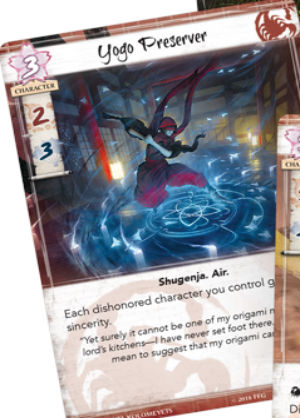 Yogo Preserver
3
CHARACTER
2
3
Shugenja. Air.
Each dishonored character you control
sincerity.
"Yet surely it cannot be one of my origami
lord's kitchens—I have never set foot there.
mean to suggest that my origami
© 2018 FFG
KOLOMEYETS
CHA